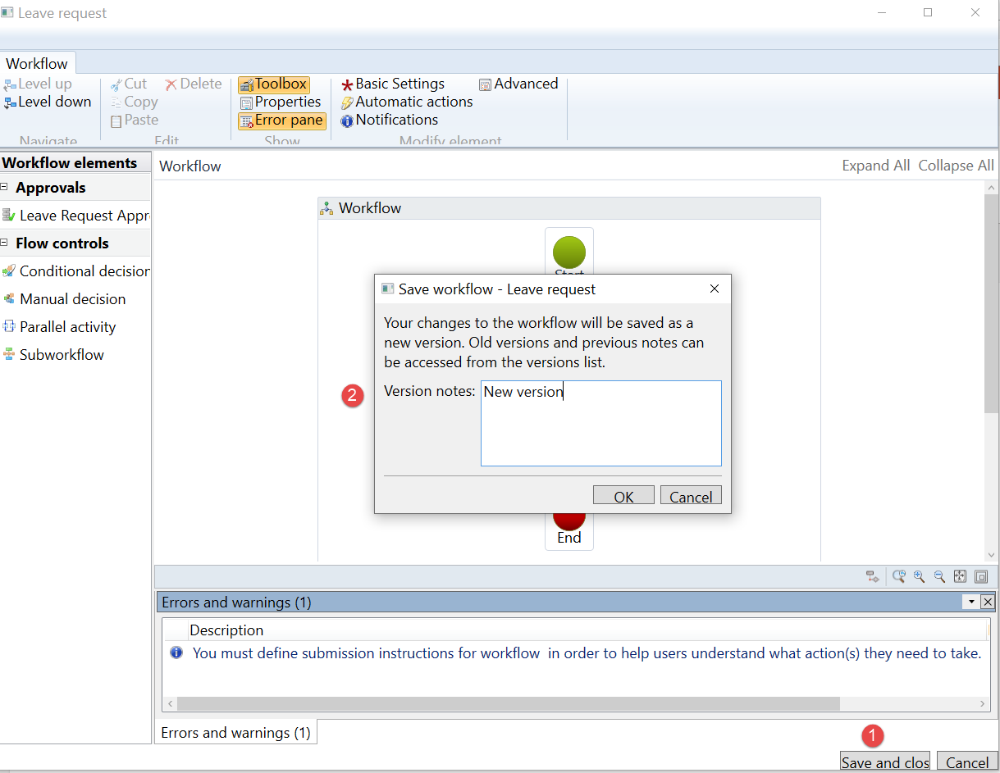 Leave request
Workflow
Level up
Level down
Navigate
Cut
Delete
Copy
Paste
Edit
Toolbox
Properties
Error pane
Show
Basic Settings
Advanced
Automatic actions
Notifications
Modify element
Workflow elements
Approvals
Leave Request Appr
Flow controls
Conditional decision
Manual decision
Parallel activity
Subworkflow
Workflow
Expand All Collapse All
Workflow
Start
Save workflow - Leave request
Your changes to the workflow will be saved as a
new version. Old versions and previous notes can
be accessed from the versions list.
2
Version notes: New version
OK Cancel
End
Errors and warnings (1)
Description
You must define submission instructions for workflow in order to help users understand what action(s) they need to take.
Errors and warnings (1)
1
Save and clos Cancel